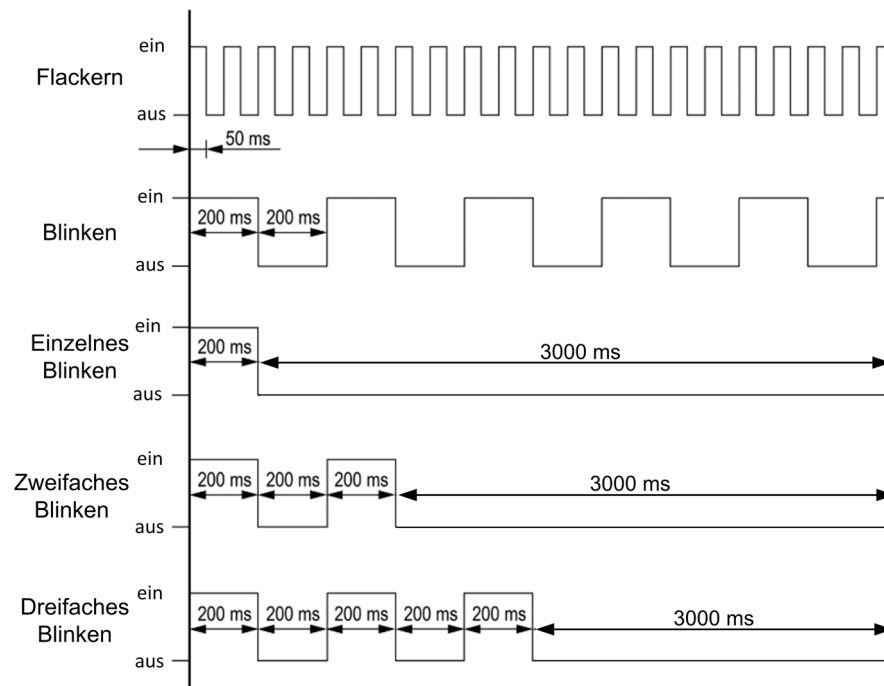 ein
Flackern
aus
50 ms
ein
200 ms 200 ms
Blinken
aus
ein
Einzelnes
Blinken
200 ms
3000 ms
aus
ein
Zweifaches
Blinken
200 ms 200 ms 200 ms
3000 ms
aus
ein
Dreifaches
Blinken
200 ms 200 ms 200 ms 200 ms 200 ms
3000 ms
aus